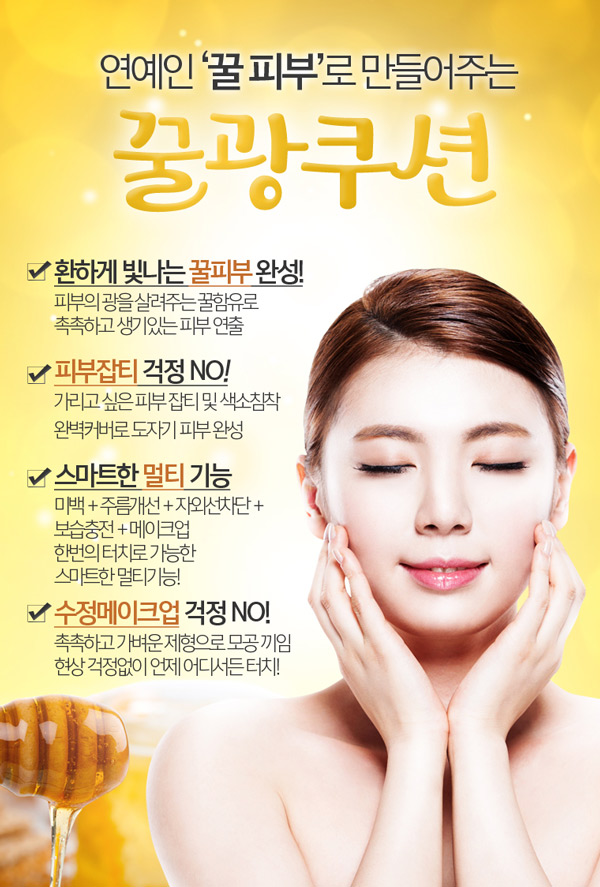 연예인 '꿀 피부'로 만들어주는
꿀광쿠션
환하게 빛나는 꿀피부 완성!
피부의 광을 살려주는 꿀함유로
촉촉하고 생기있는 피부 연출
피부잡티 걱정 NO!
가리고 싶은 피부 잡티 및 색소침착
완벽커버로 도자기 피부 완성
스마트한 멀티 기능
미백 + 주름개선 + 자외선차단 +
보습충전 + 메이크업
한번의 터치로 가능한
스마트한 멀티기능!
수정메이크업 걱정 NO!
촉촉하고 가벼운 제형으로 모공 끼임
현상 걱정없이 언제 어디서든 터치!